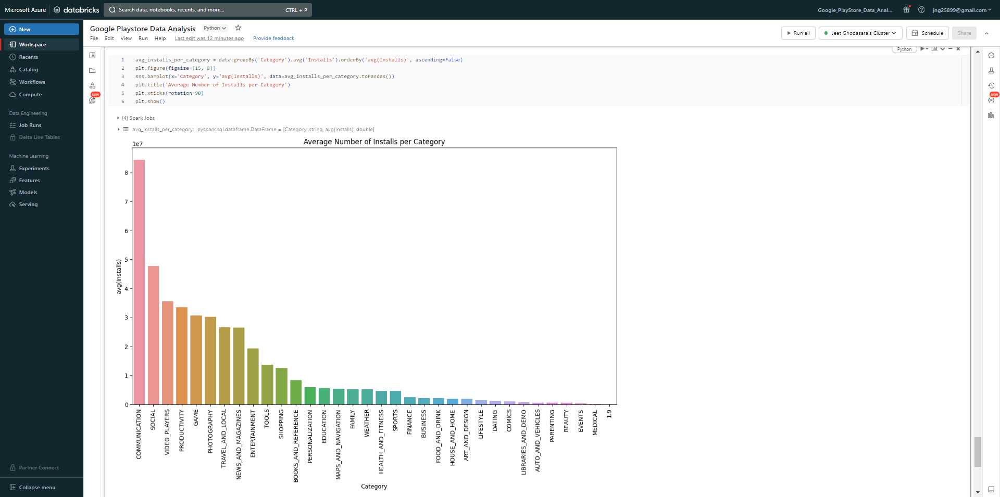 Microsoft Azure
databricks
Search data, notebooks, recents, and more...
CTRL + P
Google_PlayStore_Data_Anal...
jng25899@gmail.com
New
Workspace
Recents
Catalog
Workflows
Compute
Data Engineering
Job Runs
Delta Live Tables
Machine Learning
Experiments
Features
Models
Serving
Partner Connect
Collapse menu
Google Playstore Data Analysis
Python
File Edit View Run Help Last edit was 12 minutes ago Provide feedback
Run all
Jeet Ghodasara's Cluster
Schedule
Share
NEW
NEW
Python
1 avg_installs_per_category = data.groupBy('Category').avg('Installs').orderBy('avg(Installs)', ascending=False)
2 plt.figure(figsize=(15, 8))
3 sns.barplot(x='Category', y='avg(Installs)', data=avg_installs_per_category.toPandas())
4 plt.title('Average Number of Installs per Category')
5 plt.xticks(rotation=90)
6 plt.show()
(4) Spark Jobs
avg_installs_per_category: pyspark.sql.dataframe.DataFrame = [Category: string, avg(Installs): double]
Average Number of Installs per Category
1e7
8
7
6
5
4
3
2
1
0
avg(Installs)
COMMUNICATION
SOCIAL
VIDEO_PLAYERS
PRODUCTIVITY
GAME
PHOTOGRAPHY
TRAVEL_AND_LOCAL
NEWS_AND_MAGAZINES
ENTERTAINMENT
TOOLS
SHOPPING
BOOKS_AND_REFERENCE
PERSONALIZATION
EDUCATION
MAPS_AND_NAVIGATION
FAMILY
WEATHER
HEALTH_AND_FITNESS
SPORTS
FINANCE
BUSINESS
FOOD_AND_DRINK
HOUSE_AND_HOME
ART_AND_DESIGN
LIFESTYLE
DATING
COMICS
LIBRARIES_AND_DEMO
AUTO_AND_VEHICLES
PARENTING
BEAUTY
EVENTS
MEDICAL
1.9
Category